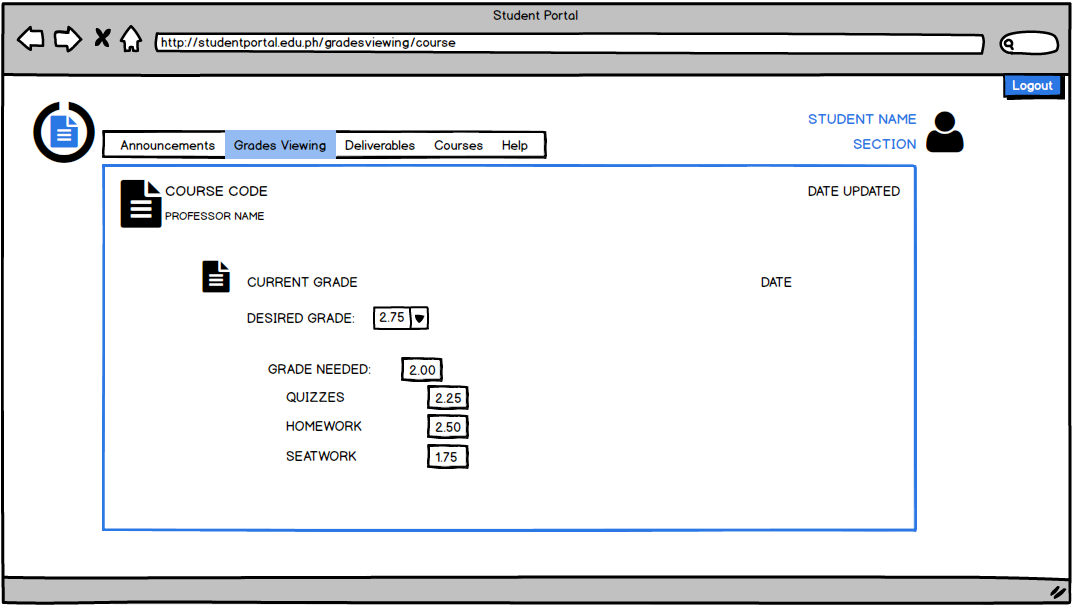 Student Portal
http://studentportal.edu.ph/gradesviewing/course
Logout
STUDENT NAME
SECTION
Announcements Grades Viewing Deliverables Courses Help
COURSE CODE DATE UPDATED
PROFESSOR NAME
CURRENT GRADE DATE
DESIRED GRADE: 2.75
GRADE NEEDED: 2.00
QUIZZES 2.25
HOMEWORK 2.50
SEATWORK 1.75